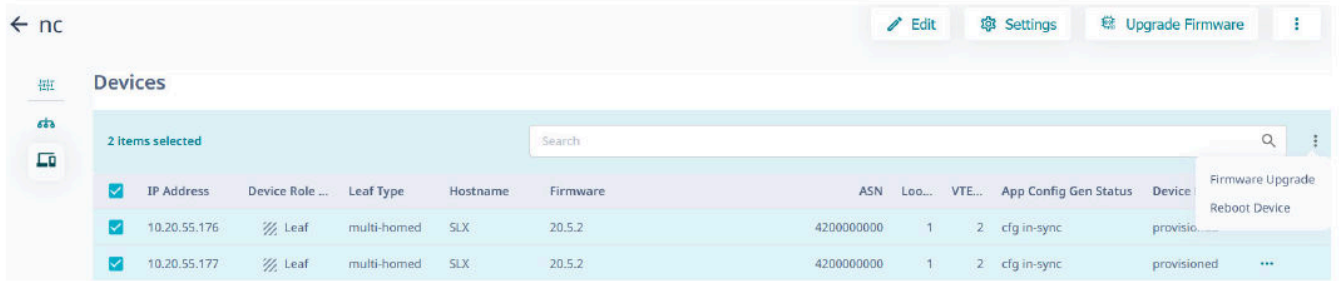 nc
Edit
Settings
Upgrade Firmware
Devices
2 items selected
Search
Firmware Upgrade
Reboot Device
IP Address Device Role ... Leaf Type Hostname Firmware ASN Loo... VTE... App Config Gen Status Device
10.20.55.176 Leaf multi-homed SLX 20.5.2 4200000000 1 2 cfg in-sync
10.20.55.177 Leaf multi-homed SLX 20.5.2 4200000000 1 2 cfg in-sync provisioned ...